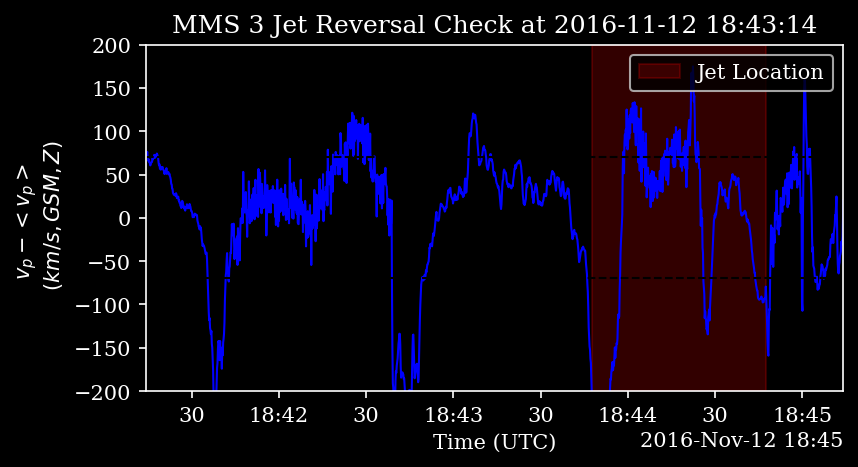 MMS 3 Jet Reversal Check at 2016-11-12 18:43:14
Jet Location
v_p − < v_p >
(km/s, GSM, Z)
200
150
100
50
0
−50
−100
−150
−200
30 18:42 30 18:43 30 18:44 30 18:45
Time (UTC)
2016-Nov-12 18:45